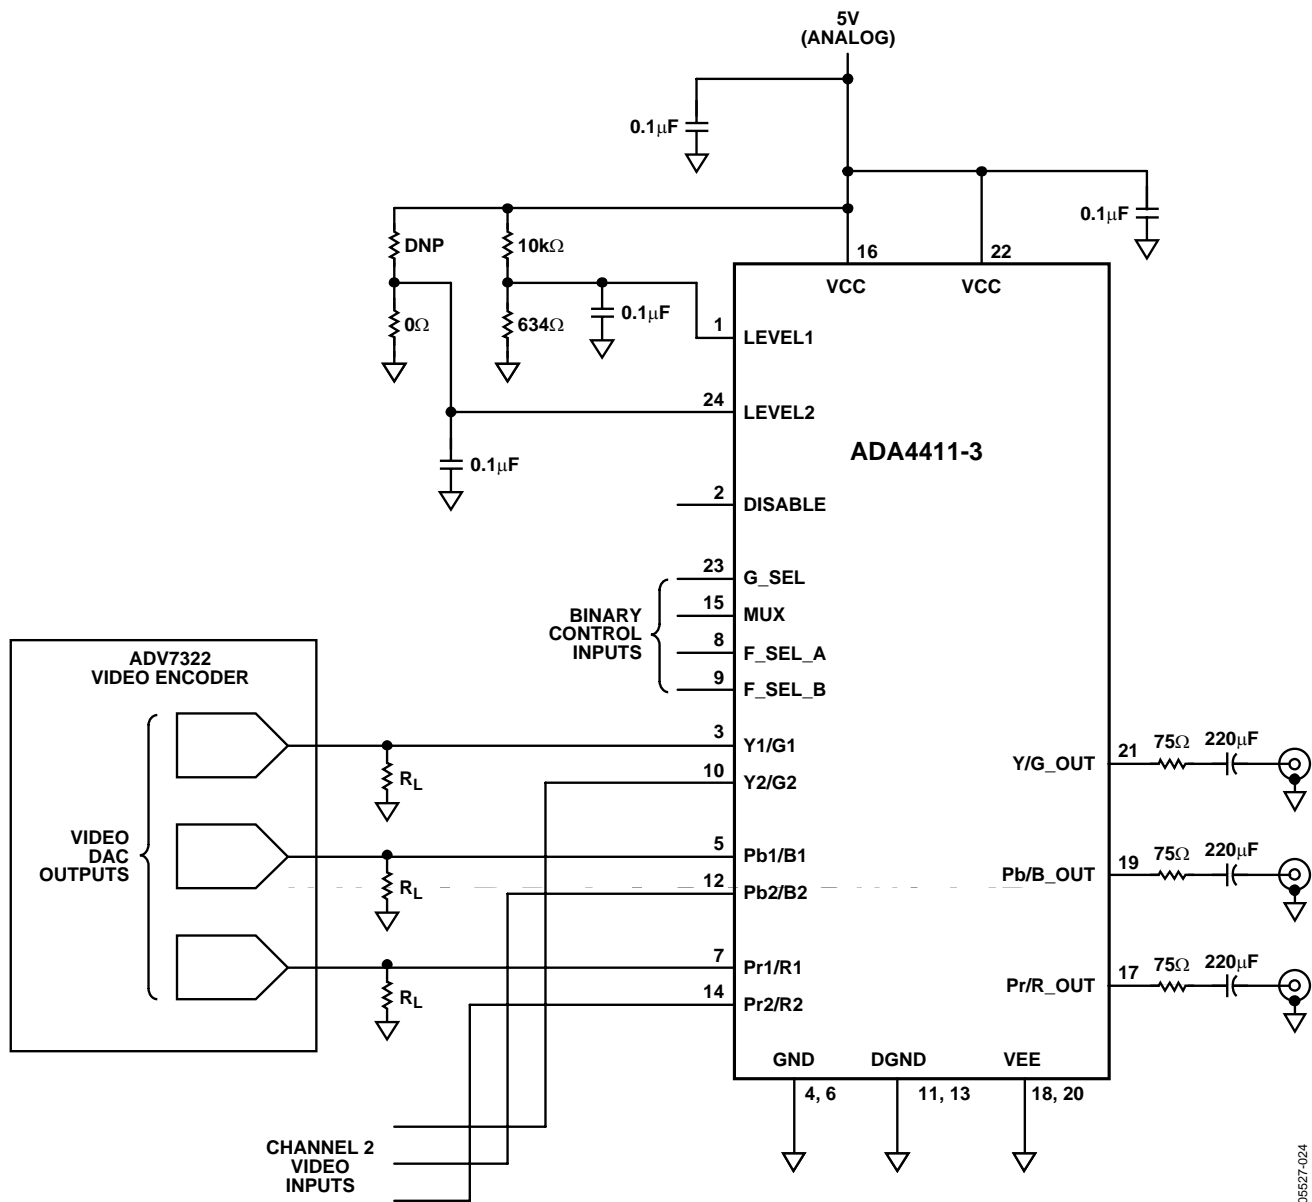 5V
(ANALOG)
0.1µF
0.1µF
DNP
10kΩ
16
22
VCC
VCC
0Ω
634Ω
0.1µF
1
LEVEL1
24
LEVEL2
ADA4411-3
0.1µF
2
DISABLE
23
G_SEL
BINARY
CONTROL
INPUTS
15
MUX
8
F_SEL_A
9
F_SEL_B
ADV7322
VIDEO ENCODER
3
Y1/G1
RL
10
Y2/G2
Y/G_OUT
21
75Ω
220µF
VIDEO
DAC
OUTPUTS
5
Pb1/B1
RL
12
Pb2/B2
Pb/B_OUT
19
75Ω
220µF
7
Pr1/R1
RL
14
Pr2/R2
Pr/R_OUT
17
75Ω
220µF
GND
DGND
VEE
4, 6
11, 13
18, 20
CHANNEL 2
VIDEO
INPUTS
05527-024